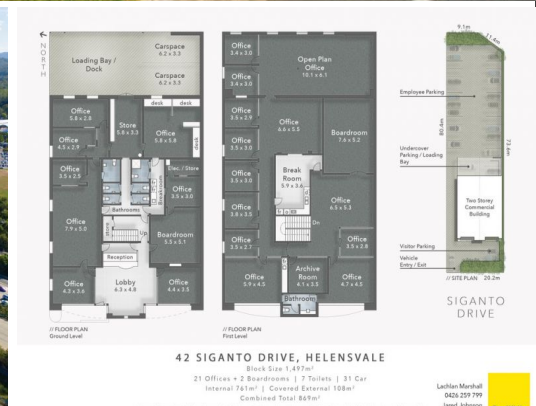 NORTH
Loading Bay /
Dock
Carspace
6.2 x 3.3
Carspace
6.2 x 3.3
desk
desk
Office
5.8 x 2.8
Store
5.8 x 3.3
Office
5.8 x 5.8
desk
Office
4.5 x 2.9
Office
3.5 x 2.5
Elec. / Store
Breakroom
Office
3.5 x 3.0
Bathrooms
Office
7.9 x 5.0
store
Up
Boardroom
5.5 x 5.1
Reception
Office
4.2 x 3.6
Lobby
6.3 x 4.8
Office
4.4 x 3.5
// FLOOR PLAN
Ground Level
Office
3.4 x 3.0
Office
3.4 x 3.0
Open Plan
Office
10.1 x 6.1
Office
3.5 x 3.9
Office
6.6 x 5.3
Boardroom
7.6 x 5.2
Office
3.5 x 3.0
Office
3.5 x 3.0
Break
Room
5.9 x 3.6
Office
3.8 x 3.5
Office
6.5 x 5.3
Dn
Office
3.5 x 2.7
Office
3.5 x 2.8
Office
5.9 x 4.5
Archive
Room
4.1 x 3.5
Office
4.7 x 4.5
Bathroom
// FLOOR PLAN
First Level
9.1m
11.4m
Employee Parking
80.4m
73.6m
Undercover
Parking / Loading
Bay
Two Storey
Commercial
Building
Visitor Parking
Vehicle
Entry / Exit
// SITE PLAN
20.2m
SIGANTO
DRIVE
42 SIGANTO DRIVE, HELENSVALE
Block Size 1,497m²
21 Offices + 2 Boardrooms | 7 Toilets | 31 Car
Internal 761m² | Covered External 108m²
Combined Total 869m²
Lachlan Marshall
0426 259 799
Jared Johnson